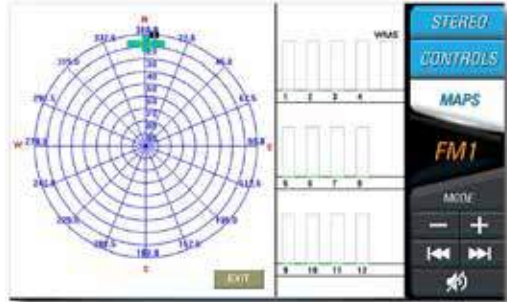 N
337.5
22.5
315.0
45.0
292.5
67.5
W 270.0
90.0 E
247.5
112.5
225.0
135.0
202.5
157.5
180.0
S
EXIT
WMS
1 2 3 4
5 6 7 8
9 10 11 12
STEREO
CONTROLS
MAPS
FM1
MODE